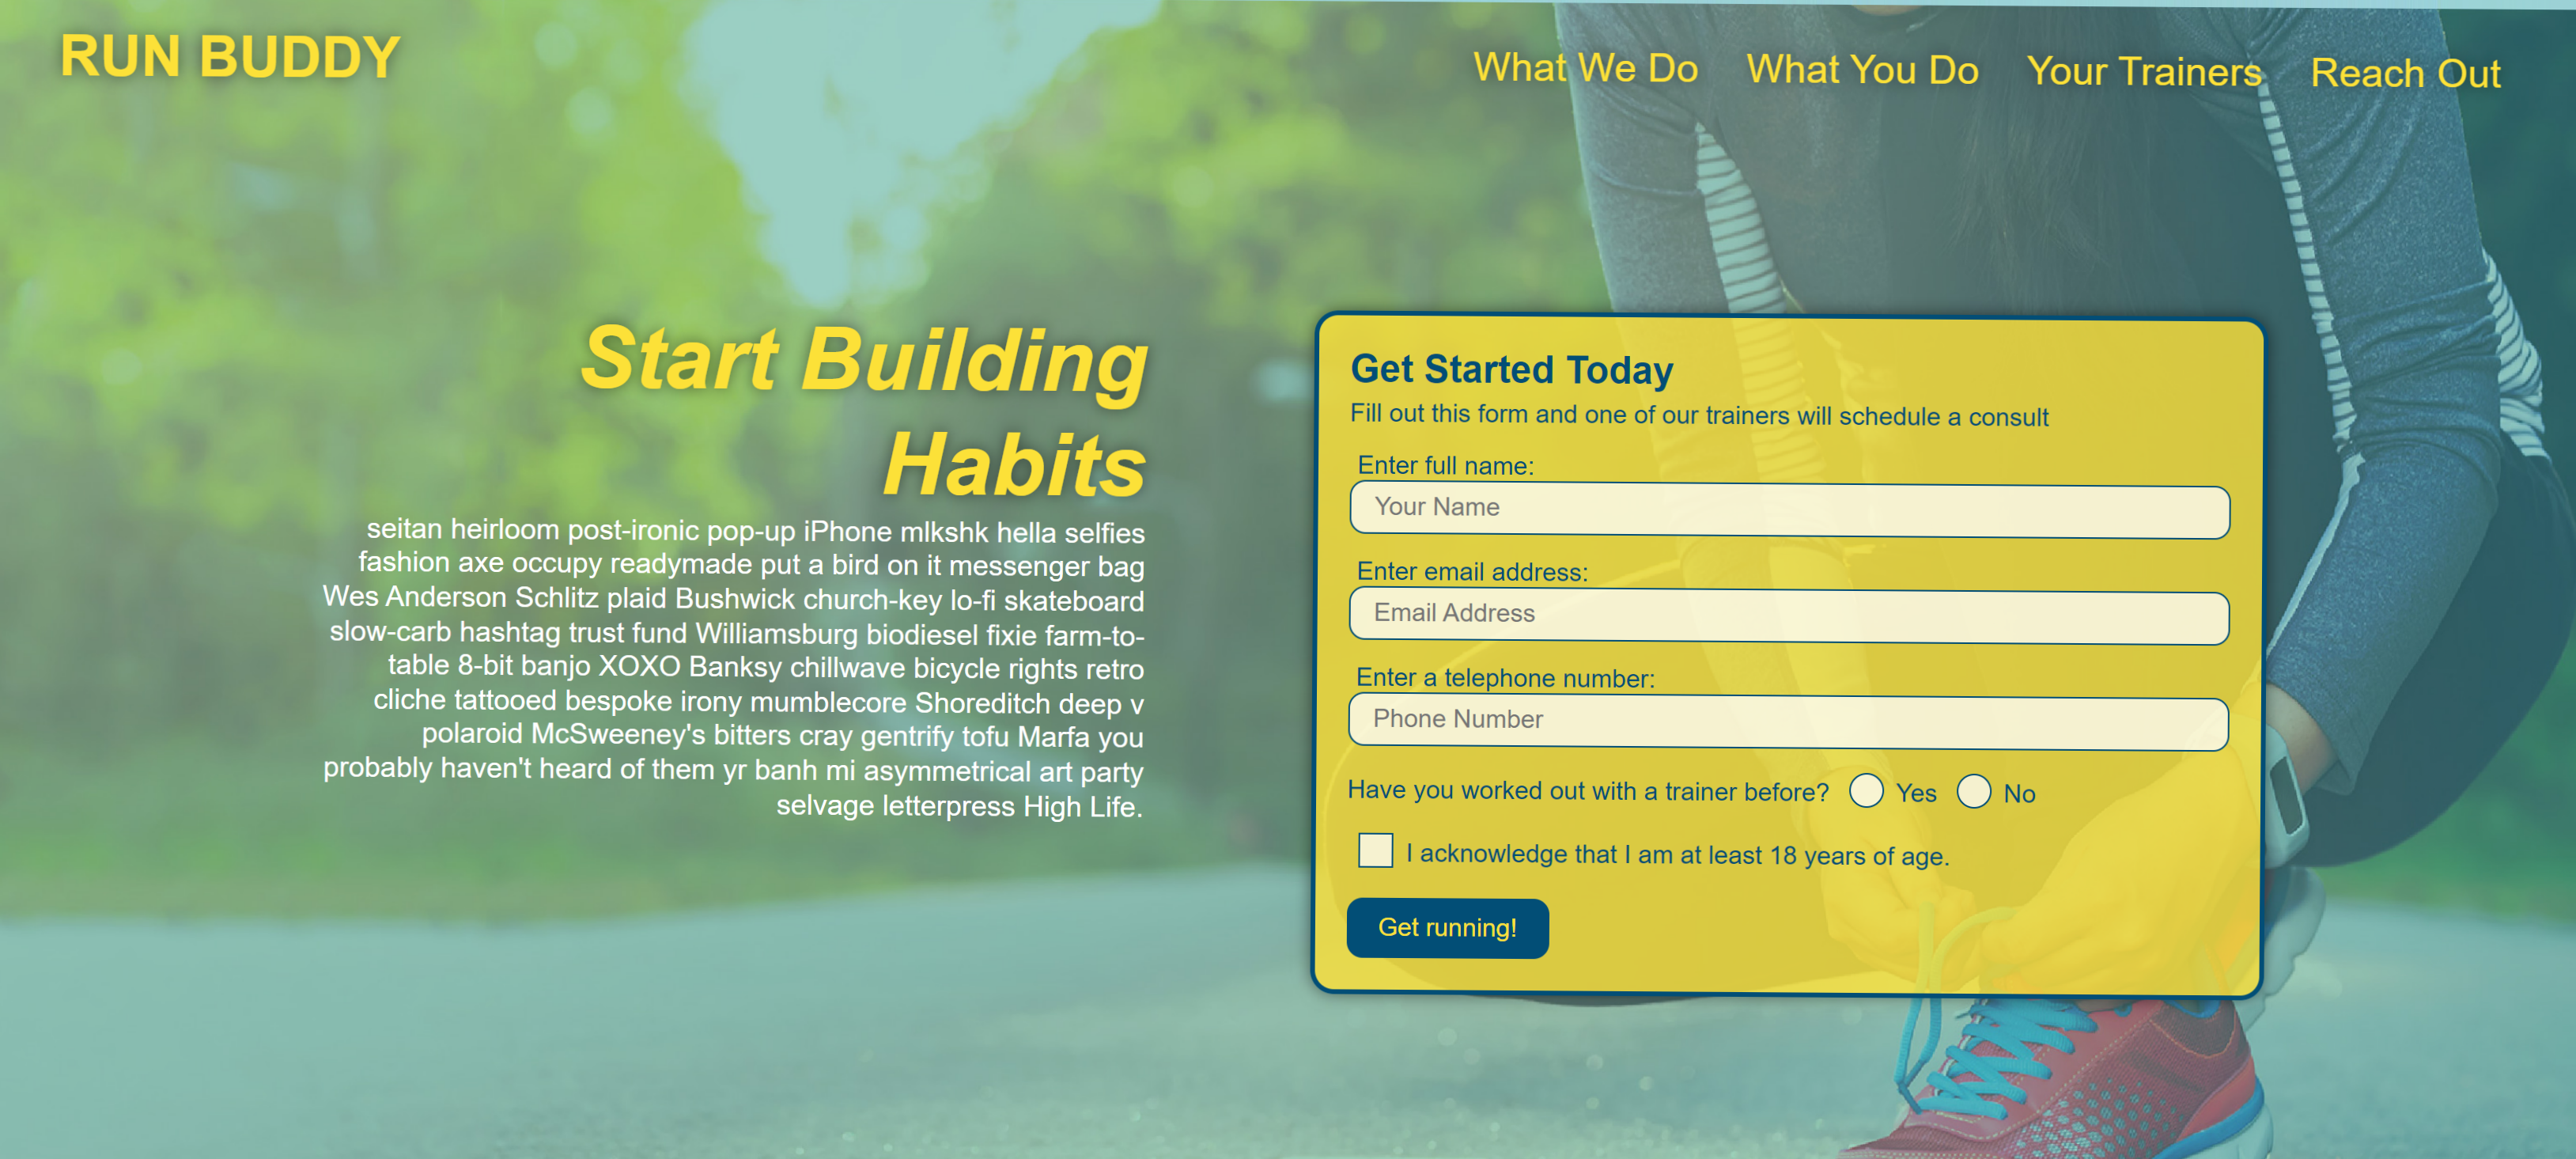 RUN BUDDY
What We Do What You Do Your Trainers Reach Out
Start Building
Habits
seitan heirloom post-ironic pop-up iPhone mlkshk hella selfies
fashion axe occupy readymade put a bird on it messenger bag
Wes Anderson Schlitz plaid Bushwick church-key lo-fi skateboard
slow-carb hashtag trust fund Williamsburg biodiesel fixie farm-to-
table 8-bit banjo XOXO Banksy chillwave bicycle rights retro
cliche tattooed bespoke irony mumblecore Shoreditch deep v
polaroid McSweeney's bitters cray gentrify tofu Marfa you
probably haven't heard of them yr banh mi asymmetrical art party
selvage letterpress High Life.
Get Started Today
Fill out this form and one of our trainers will schedule a consult
Enter full name:
Your Name
Enter email address:
Email Address
Enter a telephone number:
Phone Number
Have you worked out with a trainer before? Yes No
I acknowledge that I am at least 18 years of age.
Get running!